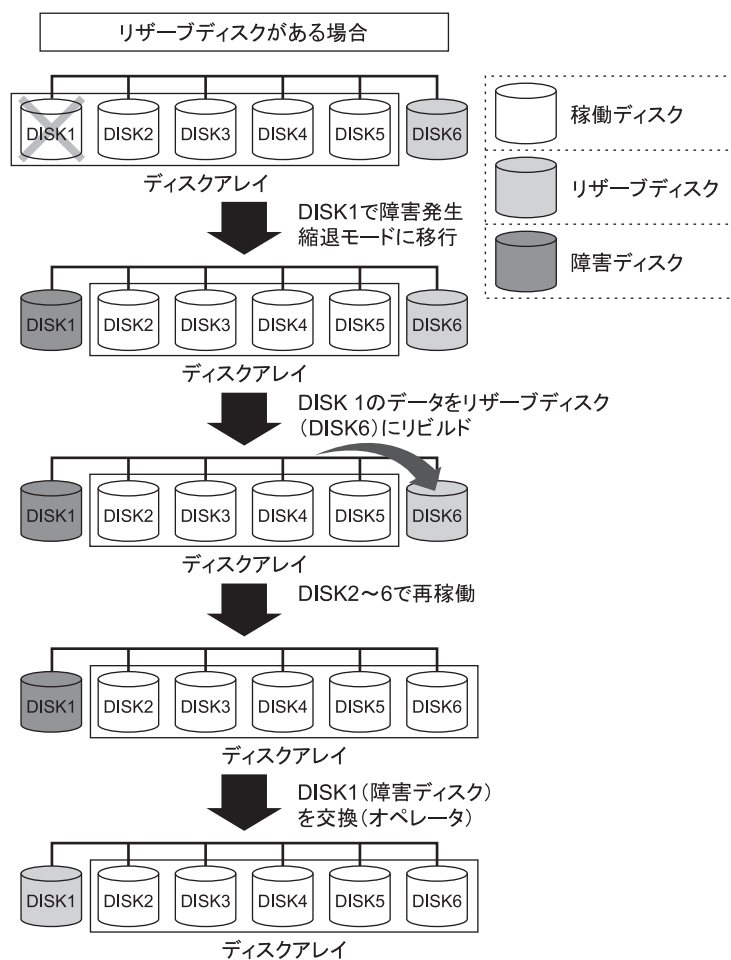 リザーブディスクがある場合
DISK1 DISK2 DISK3 DISK4 DISK5 DISK6
ディスクアレイ
稼働ディスク
リザーブディスク
障害ディスク
DISK1で障害発生
縮退モードに移行
DISK1 DISK2 DISK3 DISK4 DISK5 DISK6
ディスクアレイ
DISK 1のデータをリザーブディスク
(DISK6)にリビルド
DISK1 DISK2 DISK3 DISK4 DISK5 DISK6
ディスクアレイ
DISK2～6で再稼働
DISK1 DISK2 DISK3 DISK4 DISK5 DISK6
ディスクアレイ
DISK1(障害ディスク)
を交換(オペレータ)
DISK1 DISK2 DISK3 DISK4 DISK5 DISK6
ディスクアレイ